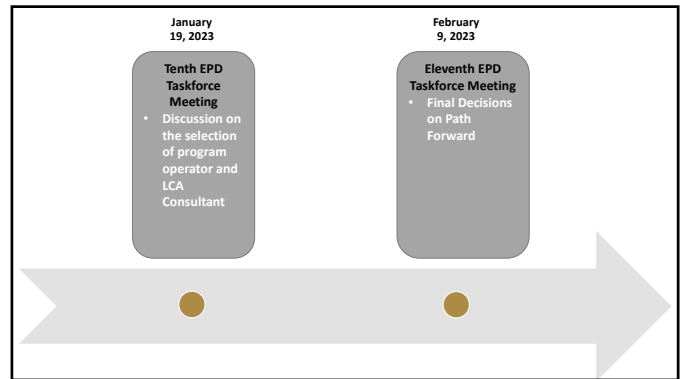 January
19, 2023
Tenth EPD
Taskforce
Meeting
• Discussion on
the selection
of program
operator and
LCA
Consultant
February
9, 2023
Eleventh EPD
Taskforce Meeting
• Final Decisions
on Path
Forward